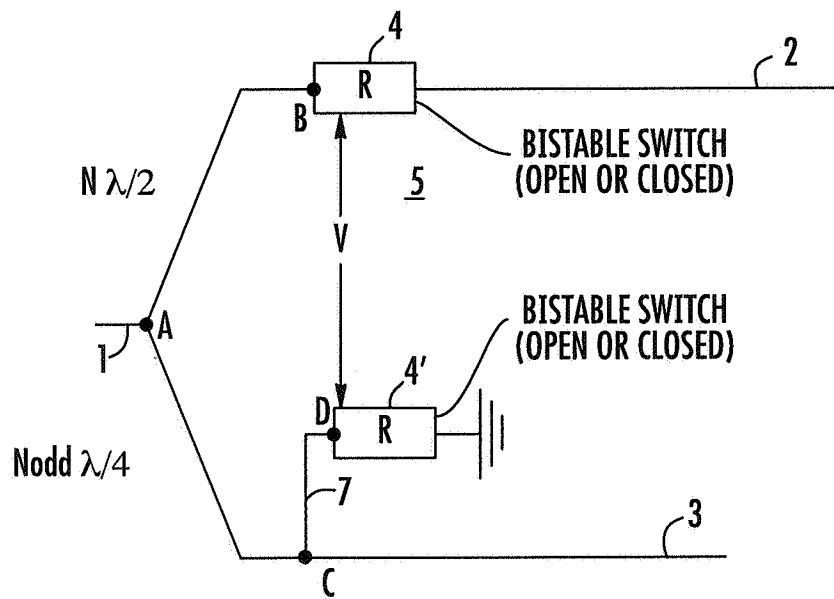 4
2
R
B
BISTABLE SWITCH
(OPEN OR CLOSED)
N λ/2
5
V
A
1
BISTABLE SWITCH
(OPEN OR CLOSED)
4'
D
R
Nodd λ/4
7
3
C